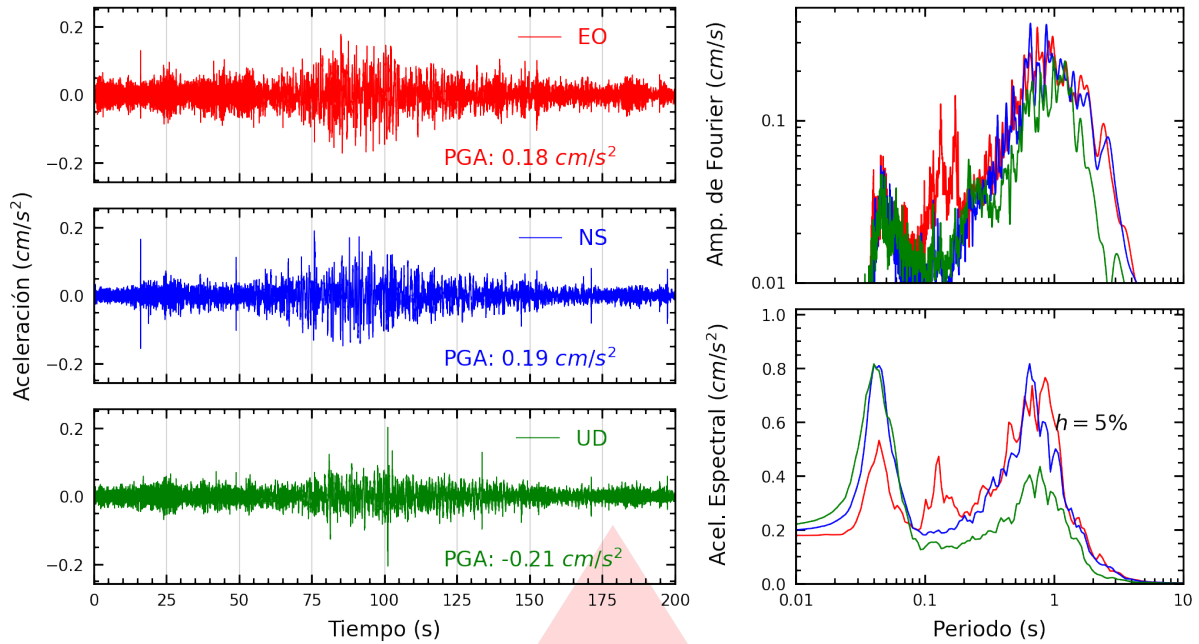 0.2
0.0
−0.2
EO
PGA: 0.18 cm/s²
0.2
0.0
−0.2
NS
PGA: 0.19 cm/s²
0.2
0.0
−0.2
UD
PGA: -0.21 cm/s²
0 25 50 75 100 125 150 175 200
Tiempo (s)
Aceleración (cm/s²)
Amp. de Fourier (cm/s)
0.1
0.01
Acel. Espectral (cm/s²)
1.0
0.8
0.6
0.4
0.2
0.0
h = 5%
0.01 0.1 1 10
Periodo (s)